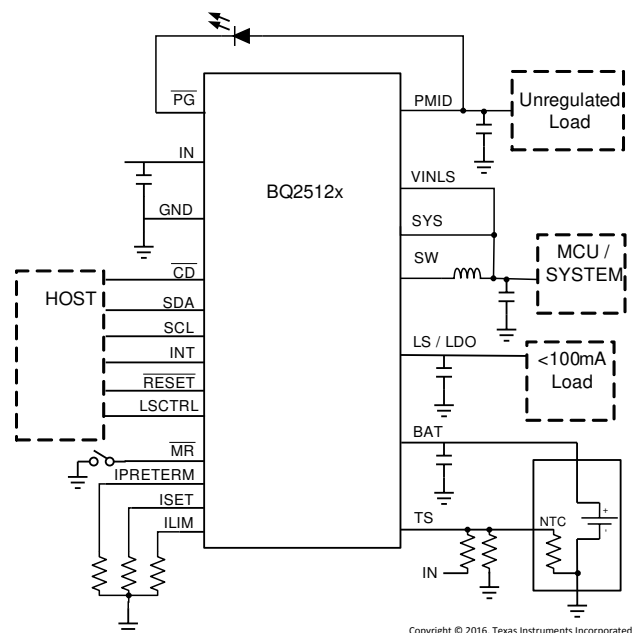 PG
PMID
Unregulated
Load
IN
BQ2512x
VINLS
GND
SYS
SW
MCU /
SYSTEM
HOST
CD
SDA
SCL
INT
RESET
LSCTRL
LS / LDO
<100mA
Load
MR
IPRETERM
ISET
ILIM
BAT
+
-
TS
NTC
IN
Copyright © 2016, Texas Instruments Incorporated